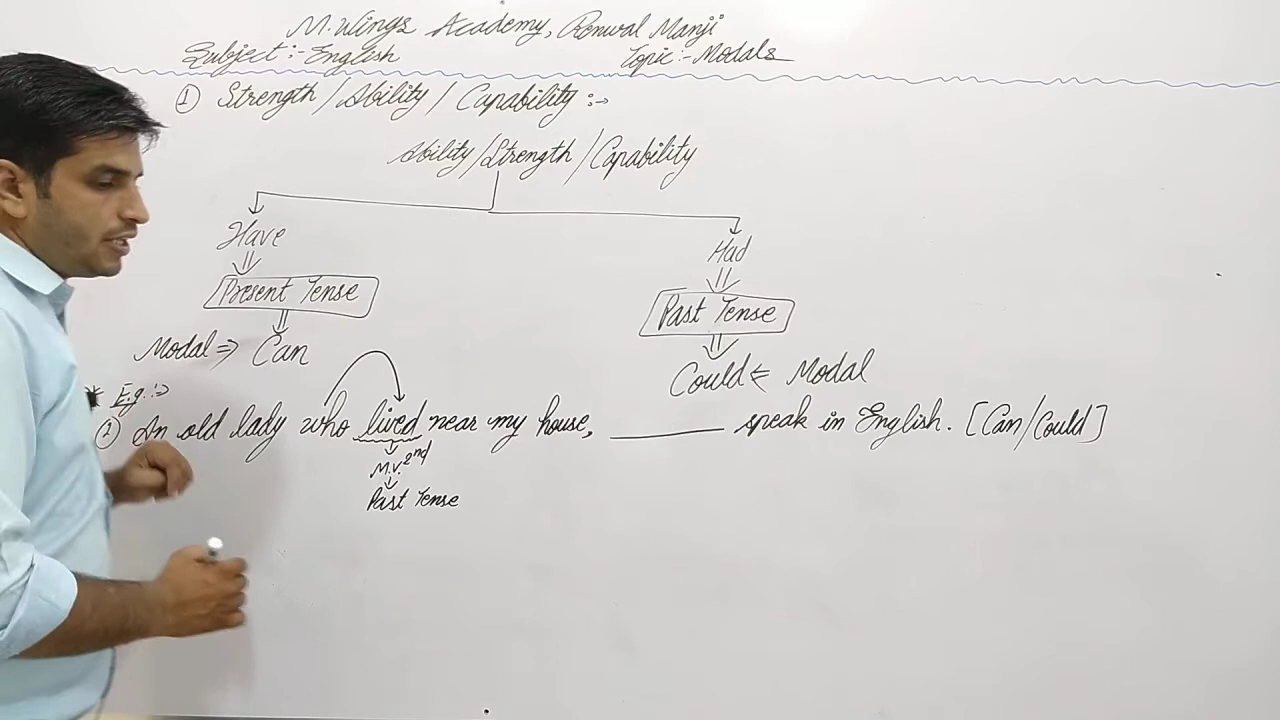 M. Wings Academy, Renwal Manji
Subject:- English Topic:- Modals
① Strength / Ability / Capability :→
Ability / Strength / Capability
Have Had
Present Tense Past Tense
Modal ⇒ Can Could ⇐ Modal
* E.g.:→
① An old lady who lived near my house, ______ speak in English. [Can/Could]
M.V. 2nd
Past Tense